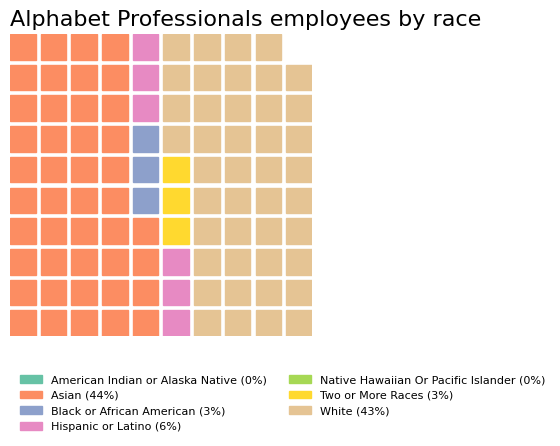 Alphabet Professionals employees by race
American Indian or Alaska Native (0%)
Asian (44%)
Black or African American (3%)
Hispanic or Latino (6%)
Native Hawaiian Or Pacific Islander (0%)
Two or More Races (3%)
White (43%)